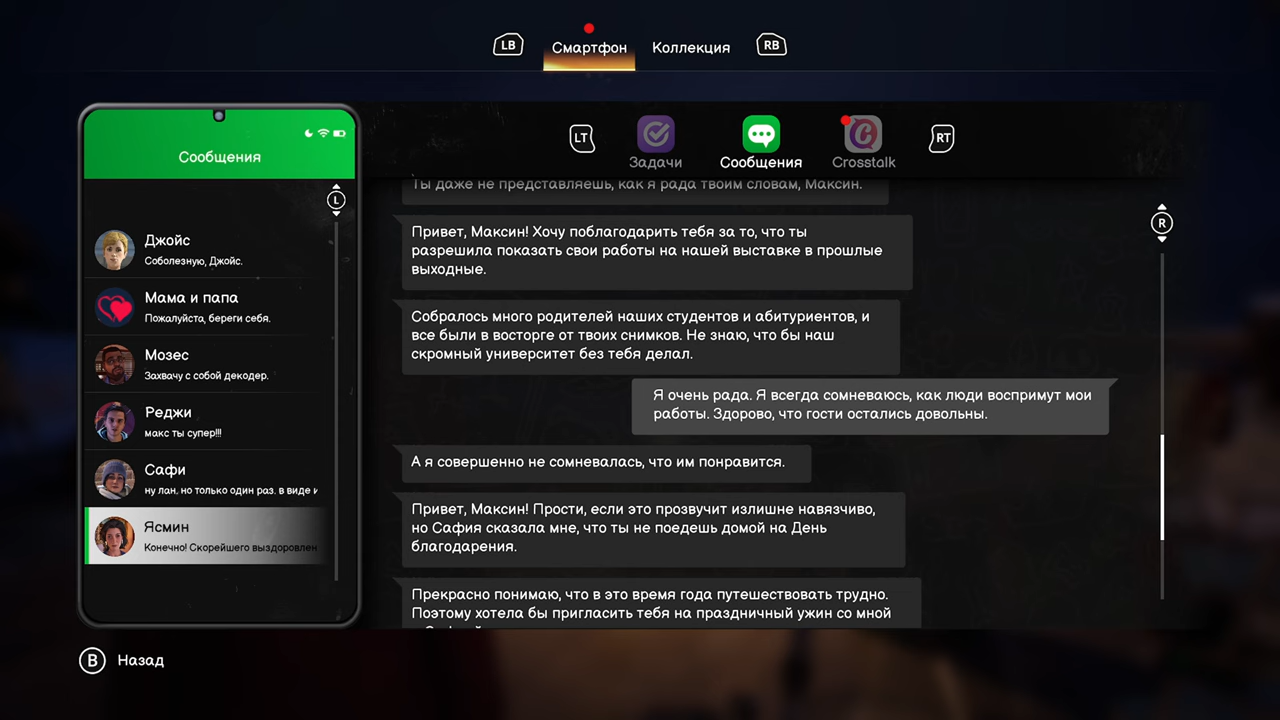 LB
Смартфон
Коллекция
RB
Сообщения
L
Джойс
Соболезную, Джойс.
Мама и папа
Пожалуйста, береги себя.
Мозес
Захвачу с собой декодер.
Реджи
макс ты супер!!!
Сафи
ну лан, но только один раз. в виде и
Ясмин
Конечно! Скорейшего выздоровлен
LT
Задачи
Сообщения
Crosstalk
RT
Ты даже не представляешь, как я рада твоим словам, Максин.
Привет, Максин! Хочу поблагодарить тебя за то, что ты
разрешила показать свои работы на нашей выставке в прошлые
выходные.
Собралось много родителей наших студентов и абитуриентов, и
все были в восторге от твоих снимков. Не знаю, что бы наш
скромный университет без тебя делал.
Я очень рада. Я всегда сомневаюсь, как люди воспримут мои
работы. Здорово, что гости остались довольны.
А я совершенно не сомневалась, что им понравится.
Привет, Максин! Прости, если это прозвучит излишне навязчиво,
но Сафия сказала мне, что ты не поедешь домой на День
благодарения.
Прекрасно понимаю, что в это время года путешествовать трудно.
Поэтому хотела бы пригласить тебя на праздничный ужин со мной
R
B
Назад